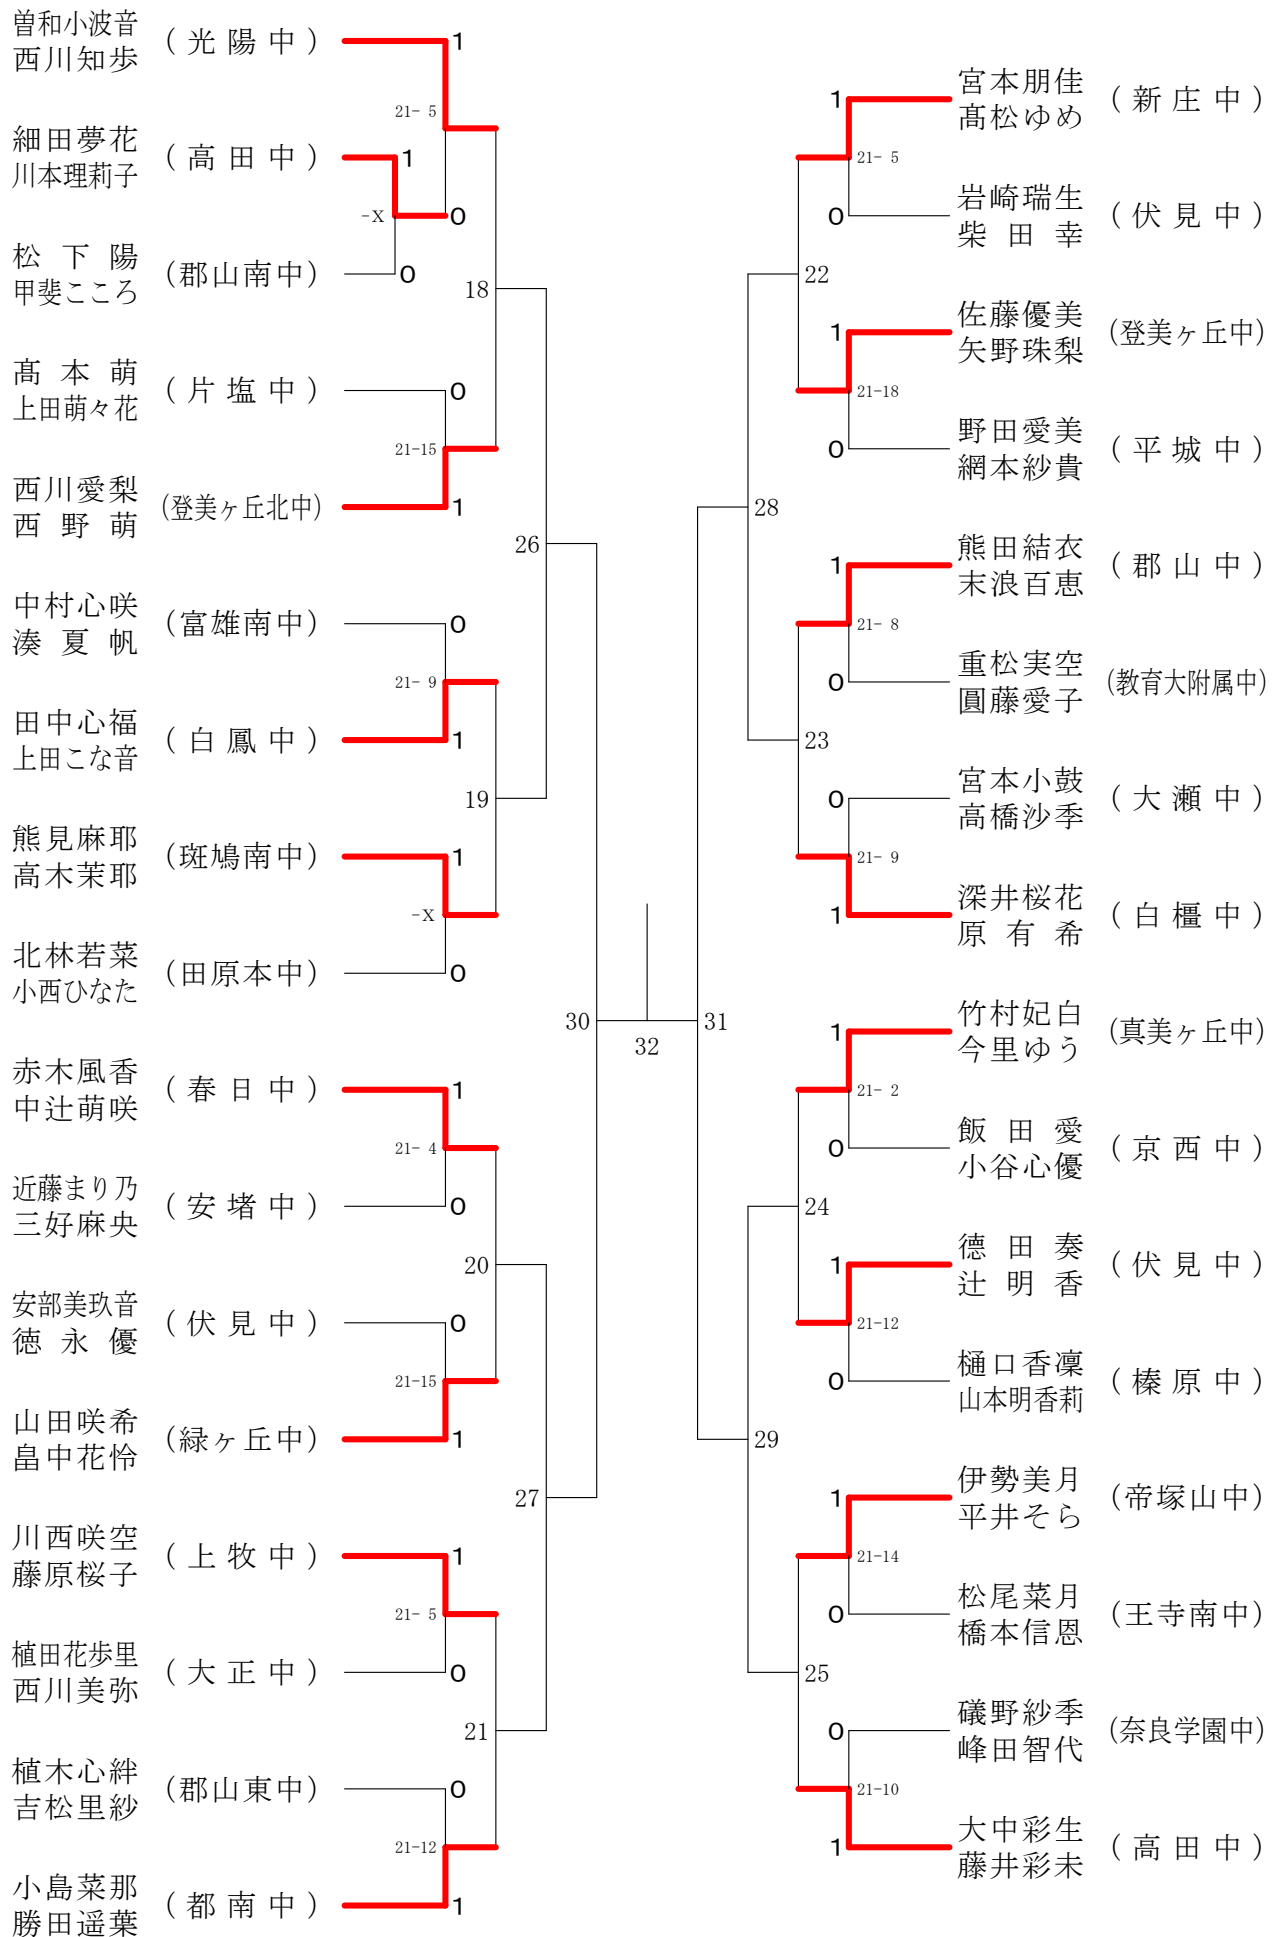 曽和小波音
西川知歩
(光陽中)
1
21- 5
細田夢花
川本理莉子
(高田中)
1
-X
0
松下陽
甲斐こころ
(郡山南中)
0
18
髙本萌
上田萌々花
(片塩中)
0
21-15
西川愛梨
西野萌
(登美ヶ丘北中)
1
26
中村心咲
湊夏帆
(富雄南中)
0
21- 9
田中心福
上田こな音
(白鳳中)
1
19
熊見麻耶
高木茉耶
(斑鳩南中)
1
-X
北林若菜
小西ひなた
(田原本中)
0
30
赤木風香
中辻萌咲
(春日中)
1
21- 4
近藤まり乃
三好麻央
(安堵中)
0
20
安部美玖音
徳永優
(伏見中)
0
21-15
山田咲希
畠中花怜
(緑ヶ丘中)
1
27
川西咲空
藤原桜子
(上牧中)
1
21- 5
植田花歩里
西川美弥
(大正中)
0
21
植木心絆
吉松里紗
(郡山東中)
0
21-12
小島菜那
勝田遥葉
(都南中)
1
32
宮本朋佳
髙松ゆめ
(新庄中)
1
21- 5
岩崎瑞生
柴田幸
(伏見中)
0
22
佐藤優美
矢野珠梨
(登美ヶ丘中)
1
21-18
野田愛美
網本紗貴
(平城中)
0
28
熊田結衣
末浪百恵
(郡山中)
1
21- 8
重松実空
圓藤愛子
(教育大附属中)
0
23
宮本小鼓
高橋沙季
(大瀬中)
0
21- 9
深井桜花
原有希
(白橿中)
1
31
竹村妃白
今里ゆう
(真美ヶ丘中)
1
21- 2
飯田愛
小谷心優
(京西中)
0
24
德田奏
辻明香
(伏見中)
1
21-12
樋口香凜
山本明香莉
(榛原中)
0
29
伊勢美月
平井そら
(帝塚山中)
1
21-14
松尾菜月
橋本信恩
(王寺南中)
0
25
礒野紗季
峰田智代
(奈良学園中)
0
21-10
大中彩生
藤井彩未
(高田中)
1